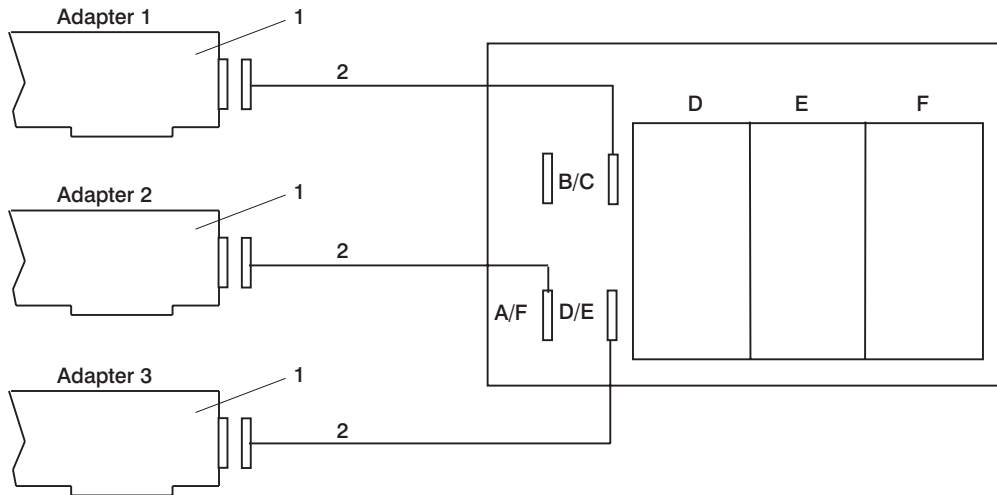 Adapter 1
1
2
D E F
B/C
Adapter 2
1
2
A/F D/E
Adapter 3
1
2